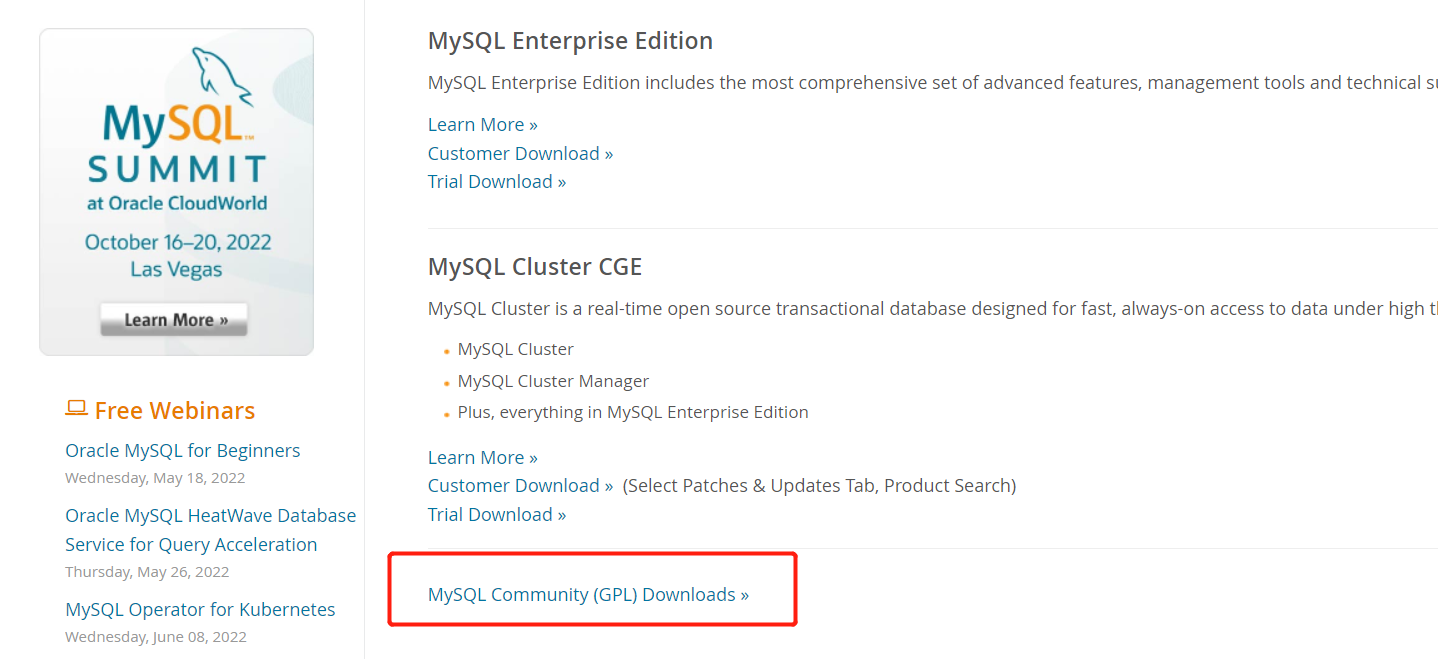 MySQL™
SUMMIT
at Oracle CloudWorld
October 16–20, 2022
Las Vegas
Learn More »
Free Webinars
Oracle MySQL for Beginners
Wednesday, May 18, 2022
Oracle MySQL HeatWave Database
Service for Query Acceleration
Thursday, May 26, 2022
MySQL Operator for Kubernetes
Wednesday, June 08, 2022
MySQL Enterprise Edition
MySQL Enterprise Edition includes the most comprehensive set of advanced features, management tools and technical
Learn More »
Customer Download »
Trial Download »
MySQL Cluster CGE
MySQL Cluster is a real-time open source transactional database designed for fast, always-on access to data under high
• MySQL Cluster
• MySQL Cluster Manager
• Plus, everything in MySQL Enterprise Edition
Learn More »
Customer Download » (Select Patches & Updates Tab, Product Search)
Trial Download »
MySQL Community (GPL) Downloads »